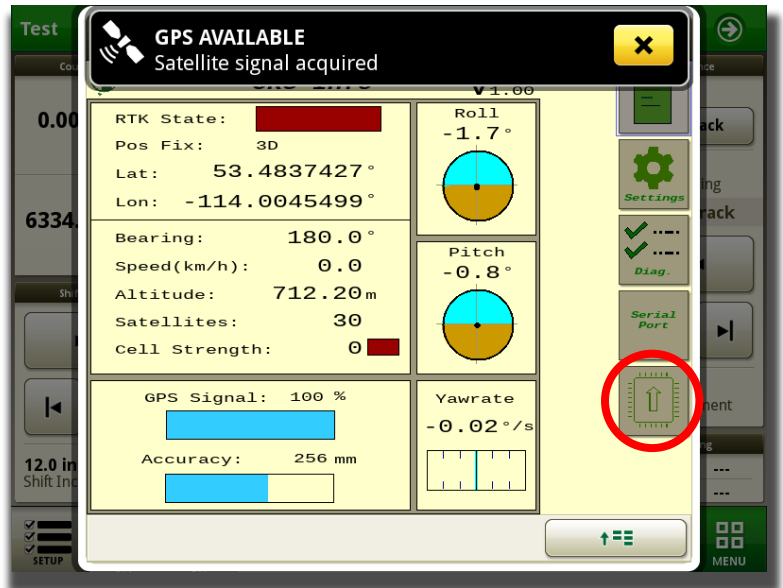 Test
GPS AVAILABLE
Satellite signal acquired
V1.00
RTK State:
Pos Fix: 3D
Lat: 53.4837427°
Lon: -114.0045499°
Bearing: 180.0°
Speed(km/h): 0.0
Altitude: 712.20m
Satellites: 30
Cell Strength: 0
GPS Signal: 100 %
Accuracy: 256 mm
Roll
-1.7°
Pitch
-0.8°
Yawrate
-0.02°/s
Settings
Diag.
Serial
Port
0.00
6334.
12.0 in
Shift Inc
SETUP
ack
ing
rack
ment
ng
---
---
MENU